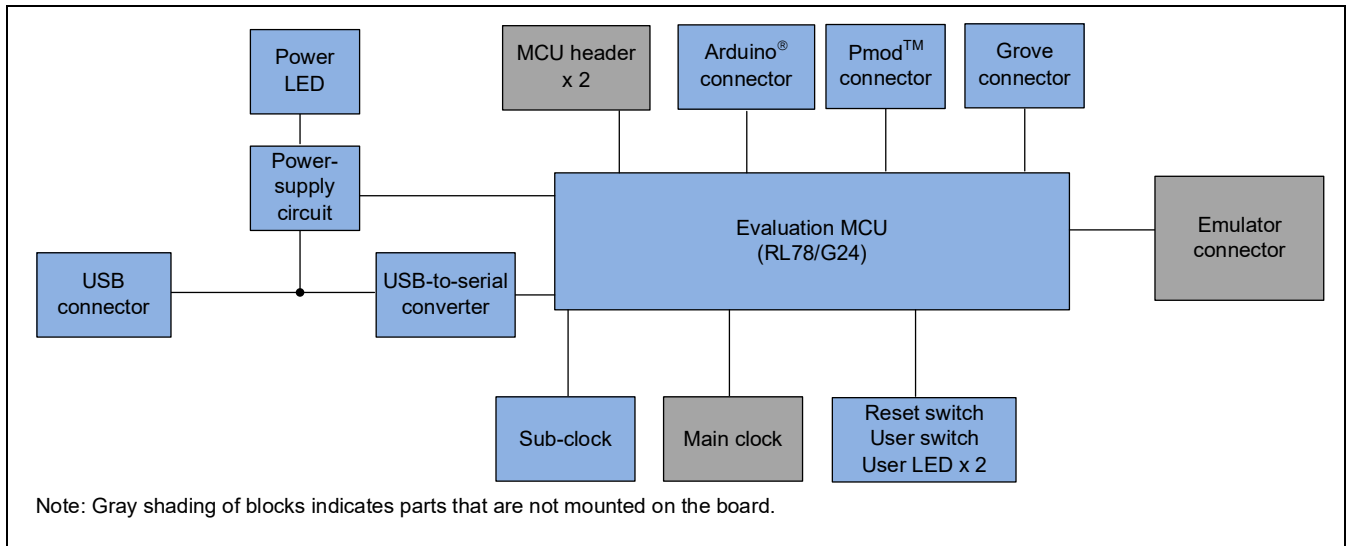 Power
LED
MCU header
x 2
Arduino®
connector
Pmod™
connector
Grove
connector
Power-
supply
circuit
Evaluation MCU
(RL78/G24)
Emulator
connector
USB
connector
USB-to-serial
converter
Sub-clock
Main clock
Reset switch
User switch
User LED x 2
Note: Gray shading of blocks indicates parts that are not mounted on the board.